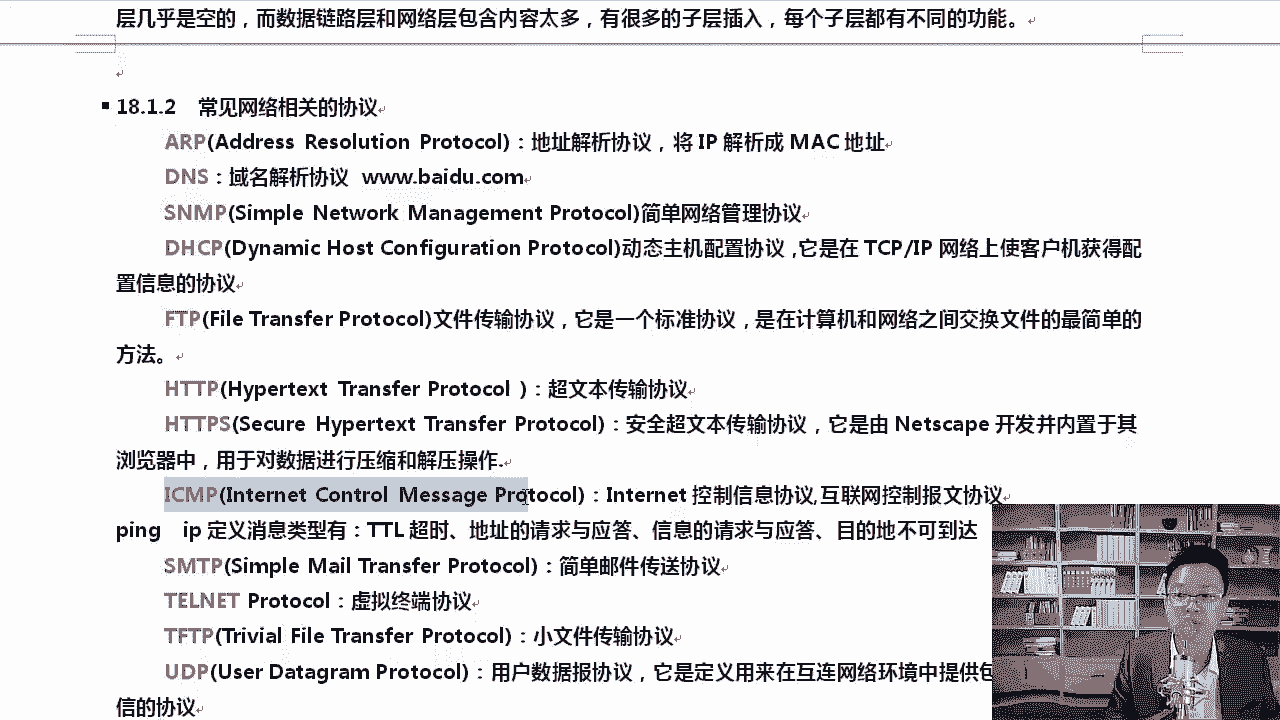 层几乎是空的，而数据链路层和网络层包含内容太多，有很多的子层插入，每个子层都有不同的功能。
18.1.2 常见网络相关的协议
ARP(Address Resolution Protocol)：地址解析协议，将 IP 解析成 MAC 地址
DNS：域名解析协议 www.baidu.com
SNMP(Simple Network Management Protocol)简单网络管理协议
DHCP(Dynamic Host Configuration Protocol)动态主机配置协议,它是在 TCP/IP 网络上使客户机获得配
置信息的协议
FTP(File Transfer Protocol)文件传输协议，它是一个标准协议，是在计算机和网络之间交换文件的最简单的
方法。
HTTP(Hypertext Transfer Protocol )：超文本传输协议
HTTPS(Secure Hypertext Transfer Protocol)：安全超文本传输协议，它是由 Netscape 开发并内置于其
浏览器中，用于对数据进行压缩和解压操作.
ICMP(Internet Control Message Protocol)：Internet 控制信息协议,互联网控制报文协议
ping ip 定义消息类型有：TTL 超时、地址的请求与应答、信息的请求与应答、目的地不可到达
SMTP(Simple Mail Transfer Protocol)：简单邮件传送协议
TELNET Protocol：虚拟终端协议
TFTP(Trivial File Transfer Protocol)：小文件传输协议
UDP(User Datagram Protocol)：用户数据报协议，它是定义用来在互连网络环境中提供
信的协议